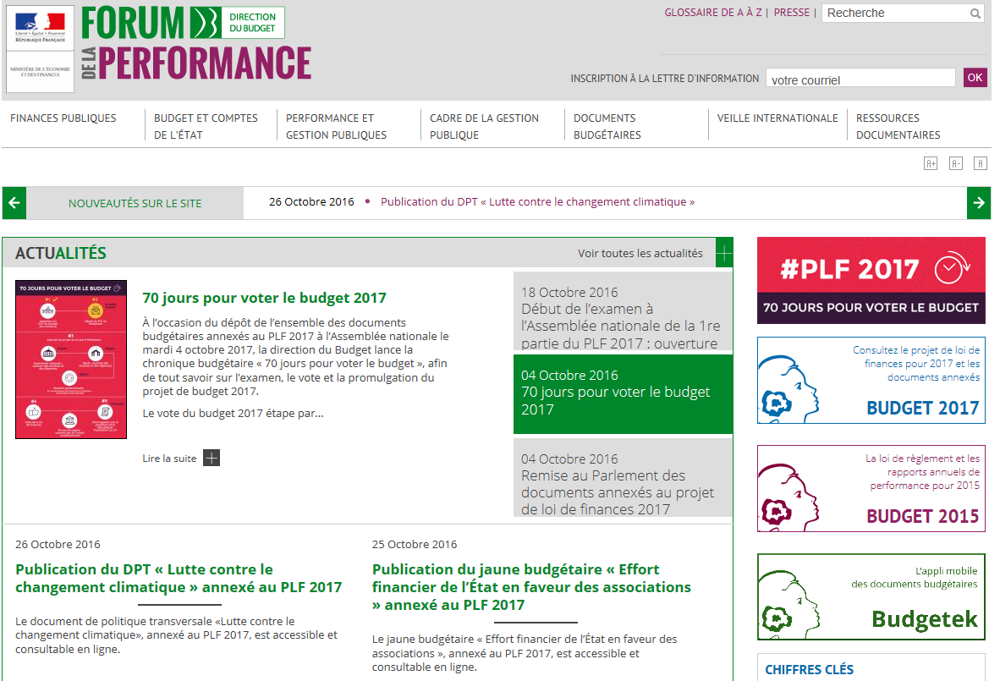 Liberté • Égalité • Fraternité
RÉPUBLIQUE FRANÇAISE
MINISTÈRE DE L'ÉCONOMIE
ET DES FINANCES
FORUM
DE LA
PERFORMANCE
DIRECTION
DU BUDGET
GLOSSAIRE DE A À Z | PRESSE |
Recherche
INSCRIPTION À LA LETTRE D'INFORMATION
votre courriel
OK
FINANCES PUBLIQUES
BUDGET ET COMPTES
DE L'ÉTAT
PERFORMANCE ET
GESTION PUBLIQUES
CADRE DE LA GESTION
PUBLIQUE
DOCUMENTS
BUDGÉTAIRES
VEILLE INTERNATIONALE
RESSOURCES
DOCUMENTAIRES
A+ A- A
NOUVEAUTÉS SUR LE SITE
26 Octobre 2016 • Publication du DPT « Lutte contre le changement climatique »
ACTUALITÉS
Voir toutes les actualités
70 JOURS POUR VOTER LE BUDGET
#1
#2
#3
#4
#5
70 jours pour voter le budget 2017
À l'occasion du dépôt de l'ensemble des documents
budgétaires annexés au PLF 2017 à l'Assemblée nationale le
mardi 4 octobre 2017, la direction du Budget lance la
chronique budgétaire « 70 jours pour voter le budget », afin
de tout savoir sur l'examen, le vote et la promulgation du
projet de budget 2017.
Le vote du budget 2017 étape par...
Lire la suite
18 Octobre 2016
Début de l'examen à
l'Assemblée nationale de la 1re
partie du PLF 2017 : ouverture
04 Octobre 2016
70 jours pour voter le budget
2017
04 Octobre 2016
Remise au Parlement des
documents annexés au projet
de loi de finances 2017
26 Octobre 2016
Publication du DPT « Lutte contre le
changement climatique » annexé au PLF 2017
Le document de politique transversale «Lutte contre le
changement climatique», annexé au PLF 2017, est accessible et
consultable en ligne.
25 Octobre 2016
Publication du jaune budgétaire « Effort
financier de l'État en faveur des associations
» annexé au PLF 2017
Le jaune budgétaire « Effort financier de l'État en faveur des
associations », annexé au PLF 2017, est accessible et
consultable en ligne.
#PLF 2017
70 JOURS POUR VOTER LE BUDGET
Consultez le projet de loi de
finances pour 2017 et les
documents annexés
BUDGET 2017
La loi de règlement et les
rapports annuels de
performance pour 2015
BUDGET 2015
L'appli mobile
des documents budgétaires
Budgetek
CHIFFRES CLÉS